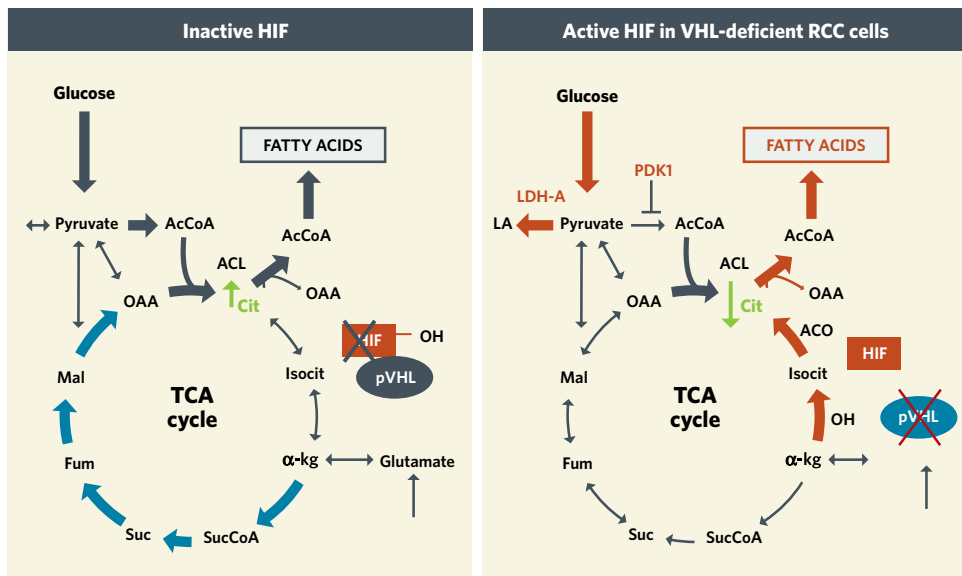 Inactive HIF
Glucose
FATTY ACIDS
Pyruvate
AcCoA
AcCoA
ACL
OAA
Cit
OAA
HIF
OH
pVHL
Mal
Isocit
TCA
cycle
Fum
α-kg
Glutamate
Suc
SucCoA
Active HIF in VHL-deficient RCC cells
Glucose
FATTY ACIDS
PDK1
LDH-A
LA
Pyruvate
AcCoA
AcCoA
ACL
OAA
Cit
OAA
ACO
HIF
Mal
Isocit
TCA
cycle
pVHL
OH
Fum
α-kg
Suc
SucCoA